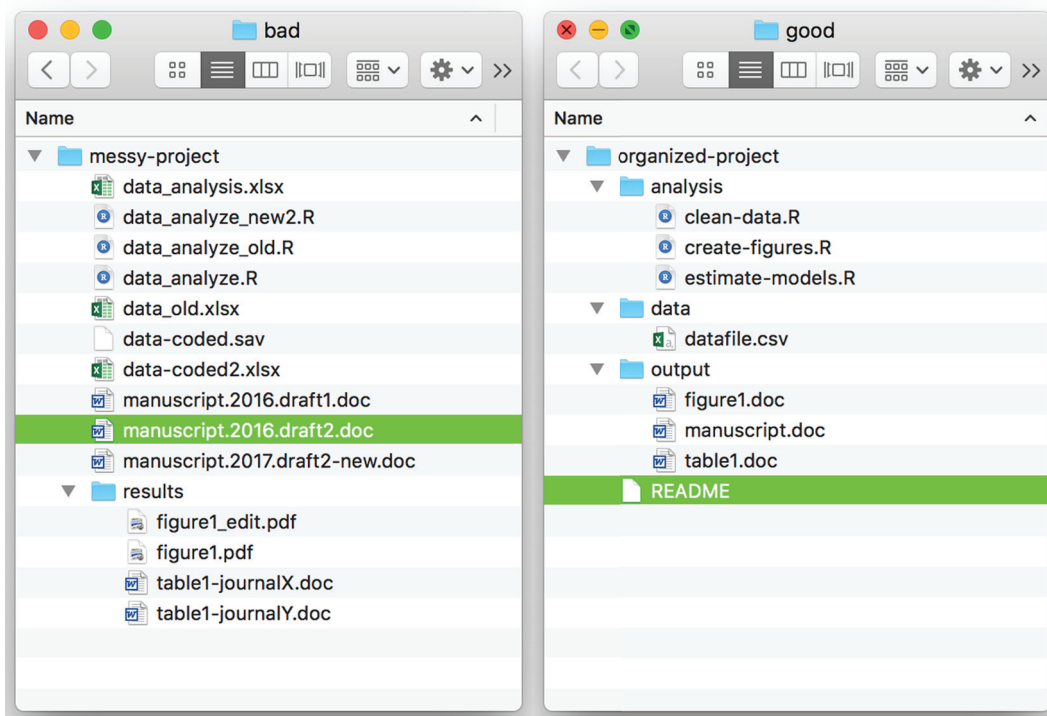 bad
Name
messy-project
data_analysis.xlsx
data_analyze_new2.R
data_analyze_old.R
data_analyze.R
data_old.xlsx
data-coded.sav
data-coded2.xlsx
manuscript.2016.draft1.doc
manuscript.2016.draft2.doc
manuscript.2017.draft2-new.doc
results
figure1_edit.pdf
figure1.pdf
table1-journalX.doc
table1-journalY.doc
good
Name
organized-project
analysis
clean-data.R
create-figures.R
estimate-models.R
data
datafile.csv
output
figure1.doc
manuscript.doc
table1.doc
README